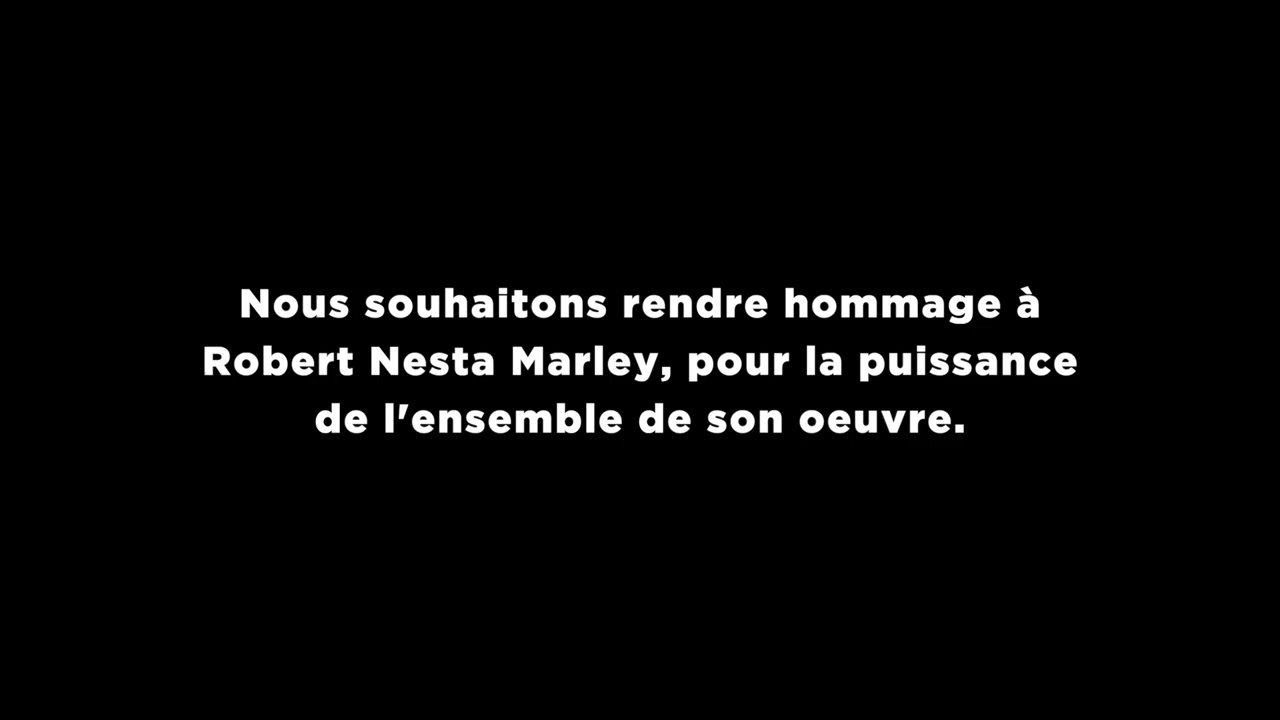 Nous souhaitons rendre hommage à
Robert Nesta Marley, pour la puissance
de l'ensemble de son oeuvre.